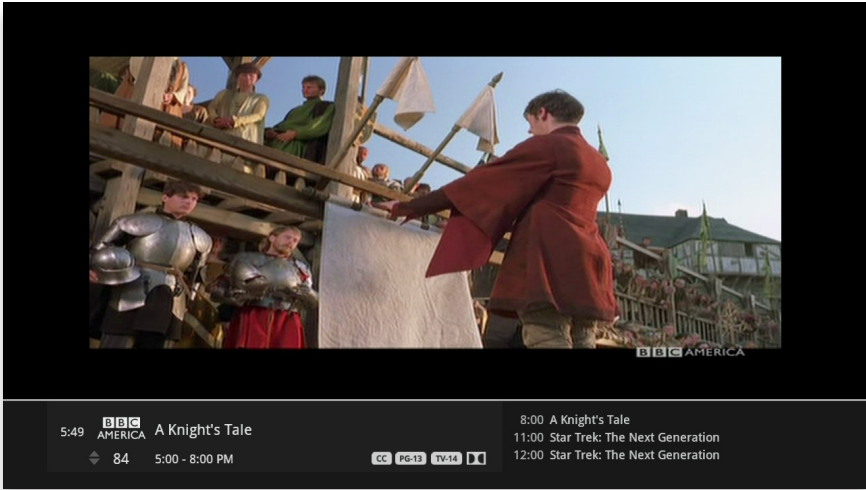 BBC AMERICA
5:49
BBC AMERICA
A Knight's Tale
84
5:00 - 8:00 PM
CC PG-13 TV-14
8:00 A Knight's Tale
11:00 Star Trek: The Next Generation
12:00 Star Trek: The Next Generation